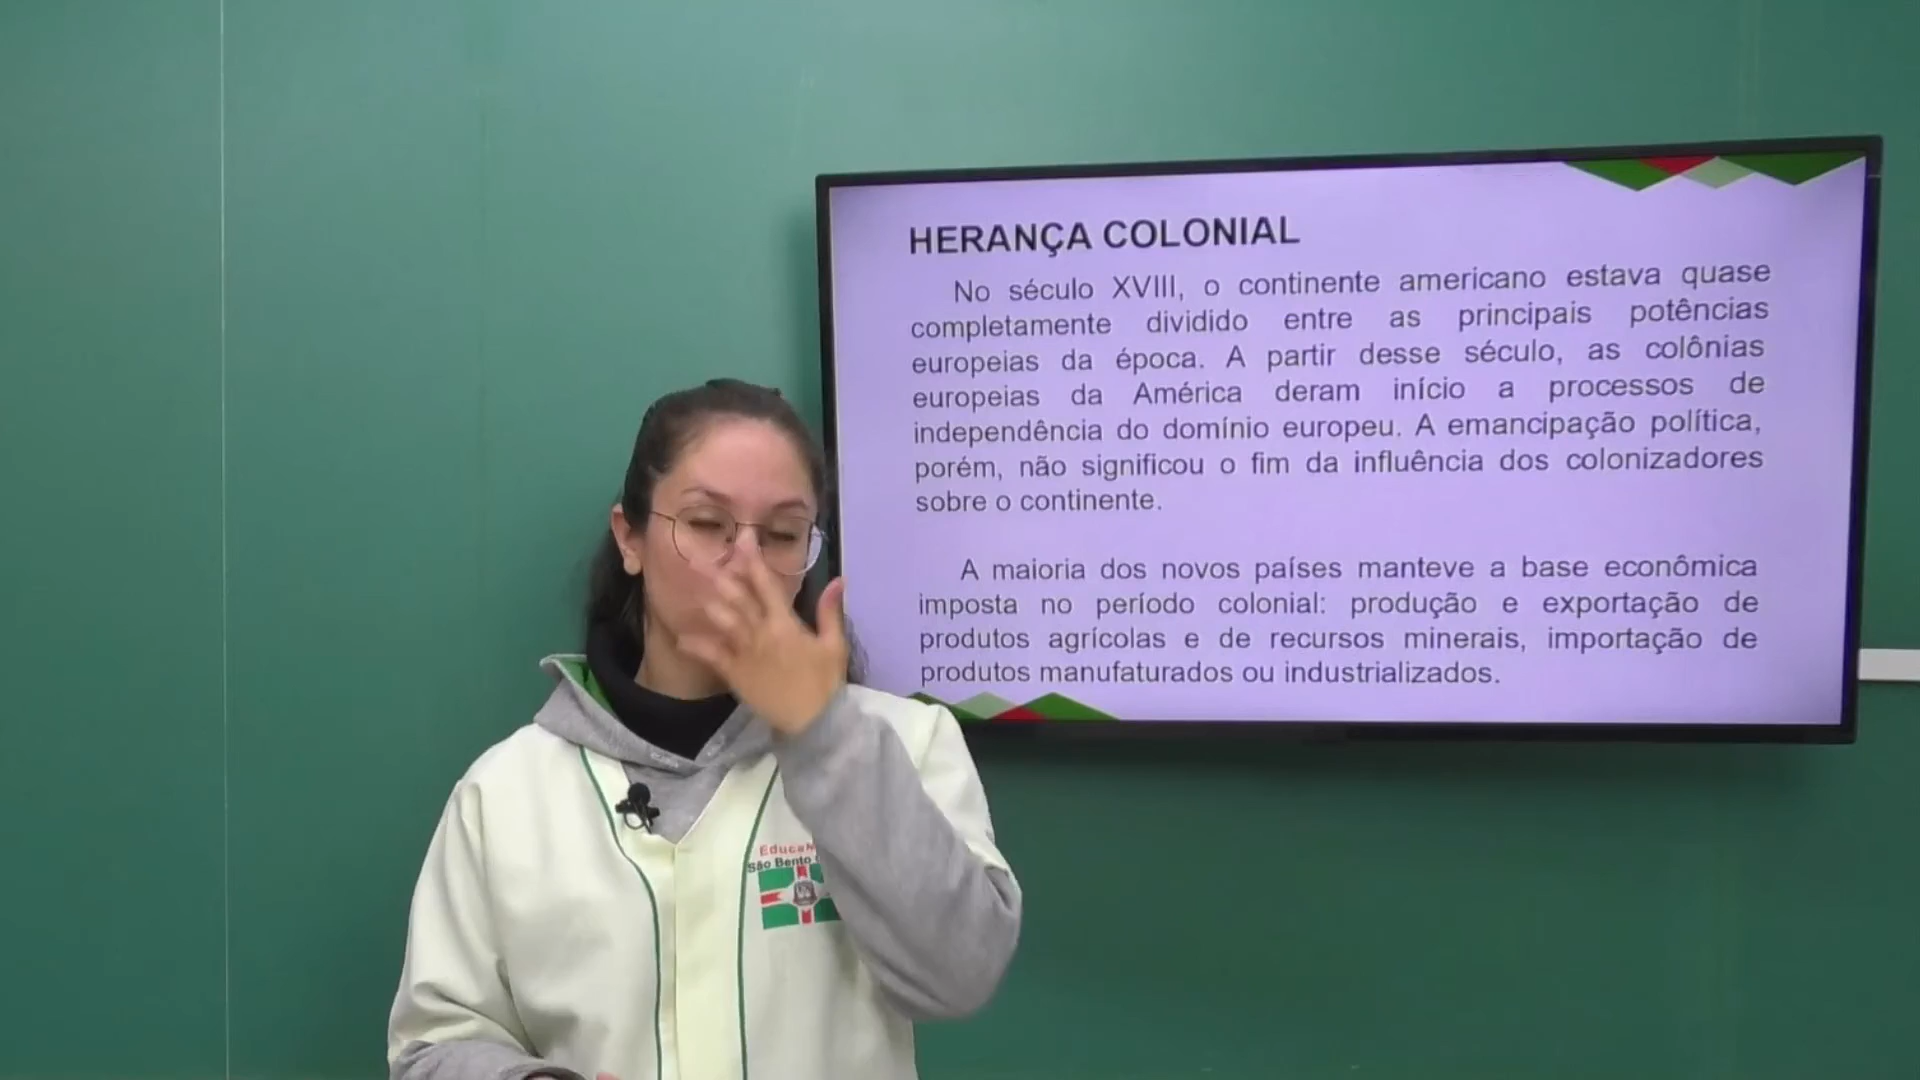 HERANÇA COLONIAL
No século XVIII, o continente americano estava quase
completamente dividido entre as principais potências
europeias da época. A partir desse século, as colônias
europeias da América deram início a processos de
independência do domínio europeu. A emancipação política,
porém, não significou o fim da influência dos colonizadores
sobre o continente.
A maioria dos novos países manteve a base econômica
imposta no período colonial: produção e exportação de
produtos agrícolas e de recursos minerais, importação de
produtos manufaturados ou industrializados.
São Bento